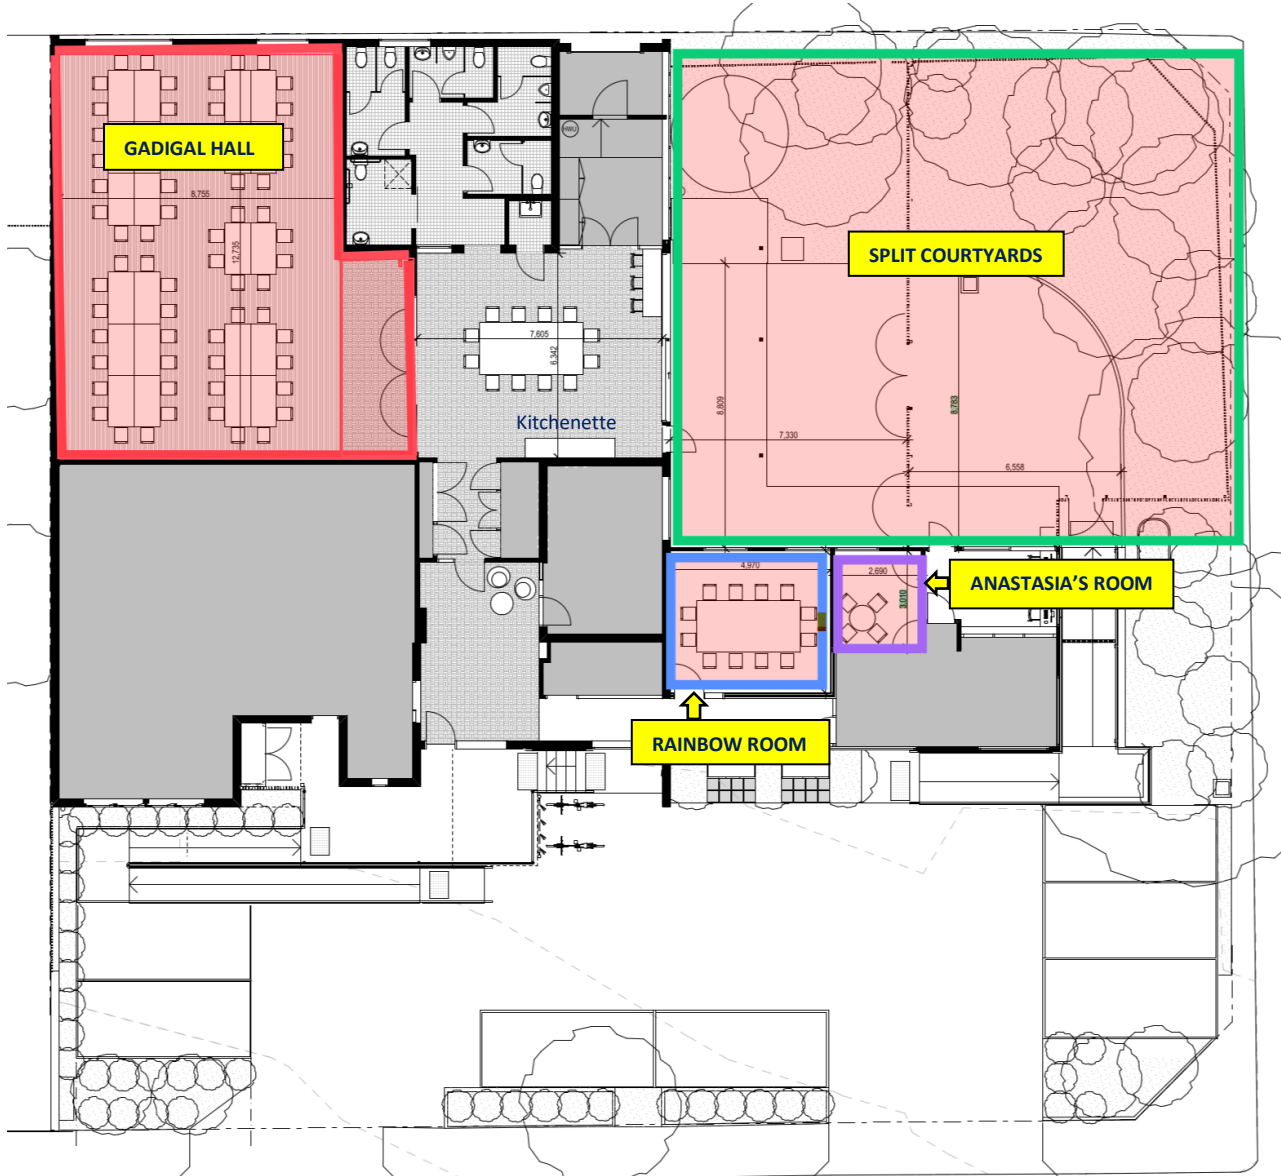 HWU
GADIGAL HALL
8,755
12,735
SPLIT COURTYARDS
7,605
6,342
8,809
8,783
Kitchenette
7,330
6,558
4,970
2,690
ANASTASIA'S ROOM
3,010
RAINBOW ROOM